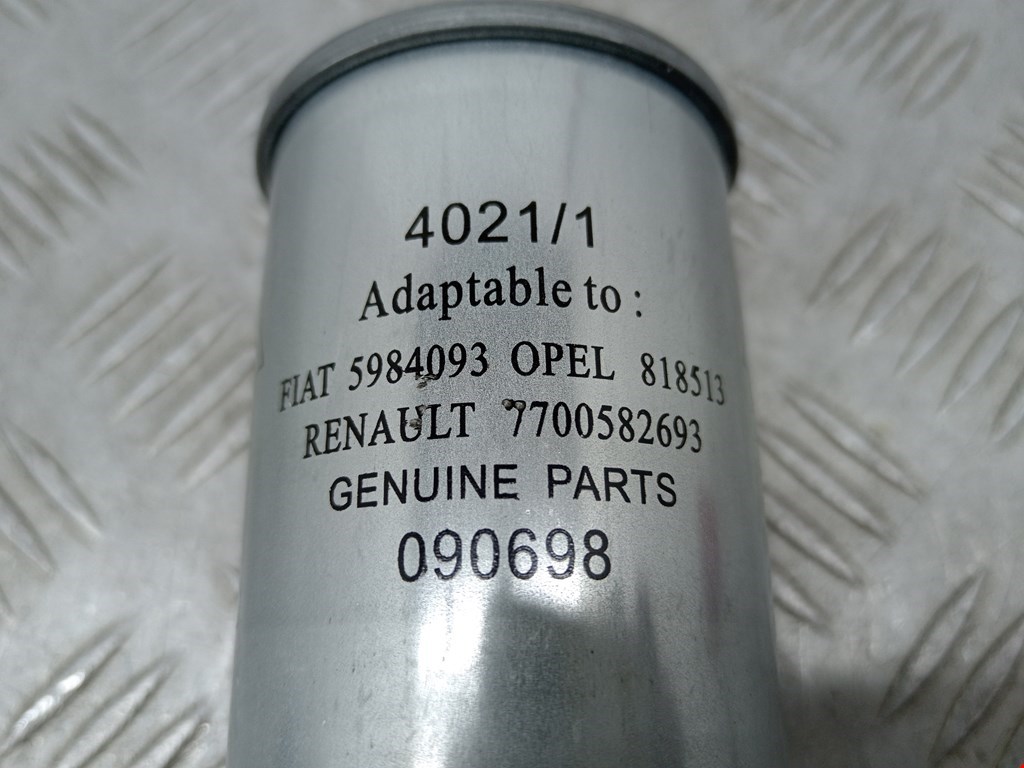 4021/1
Adaptable to :
FIAT 5984093 OPEL 818513
RENAULT 7700582693
GENUINE PARTS
090698